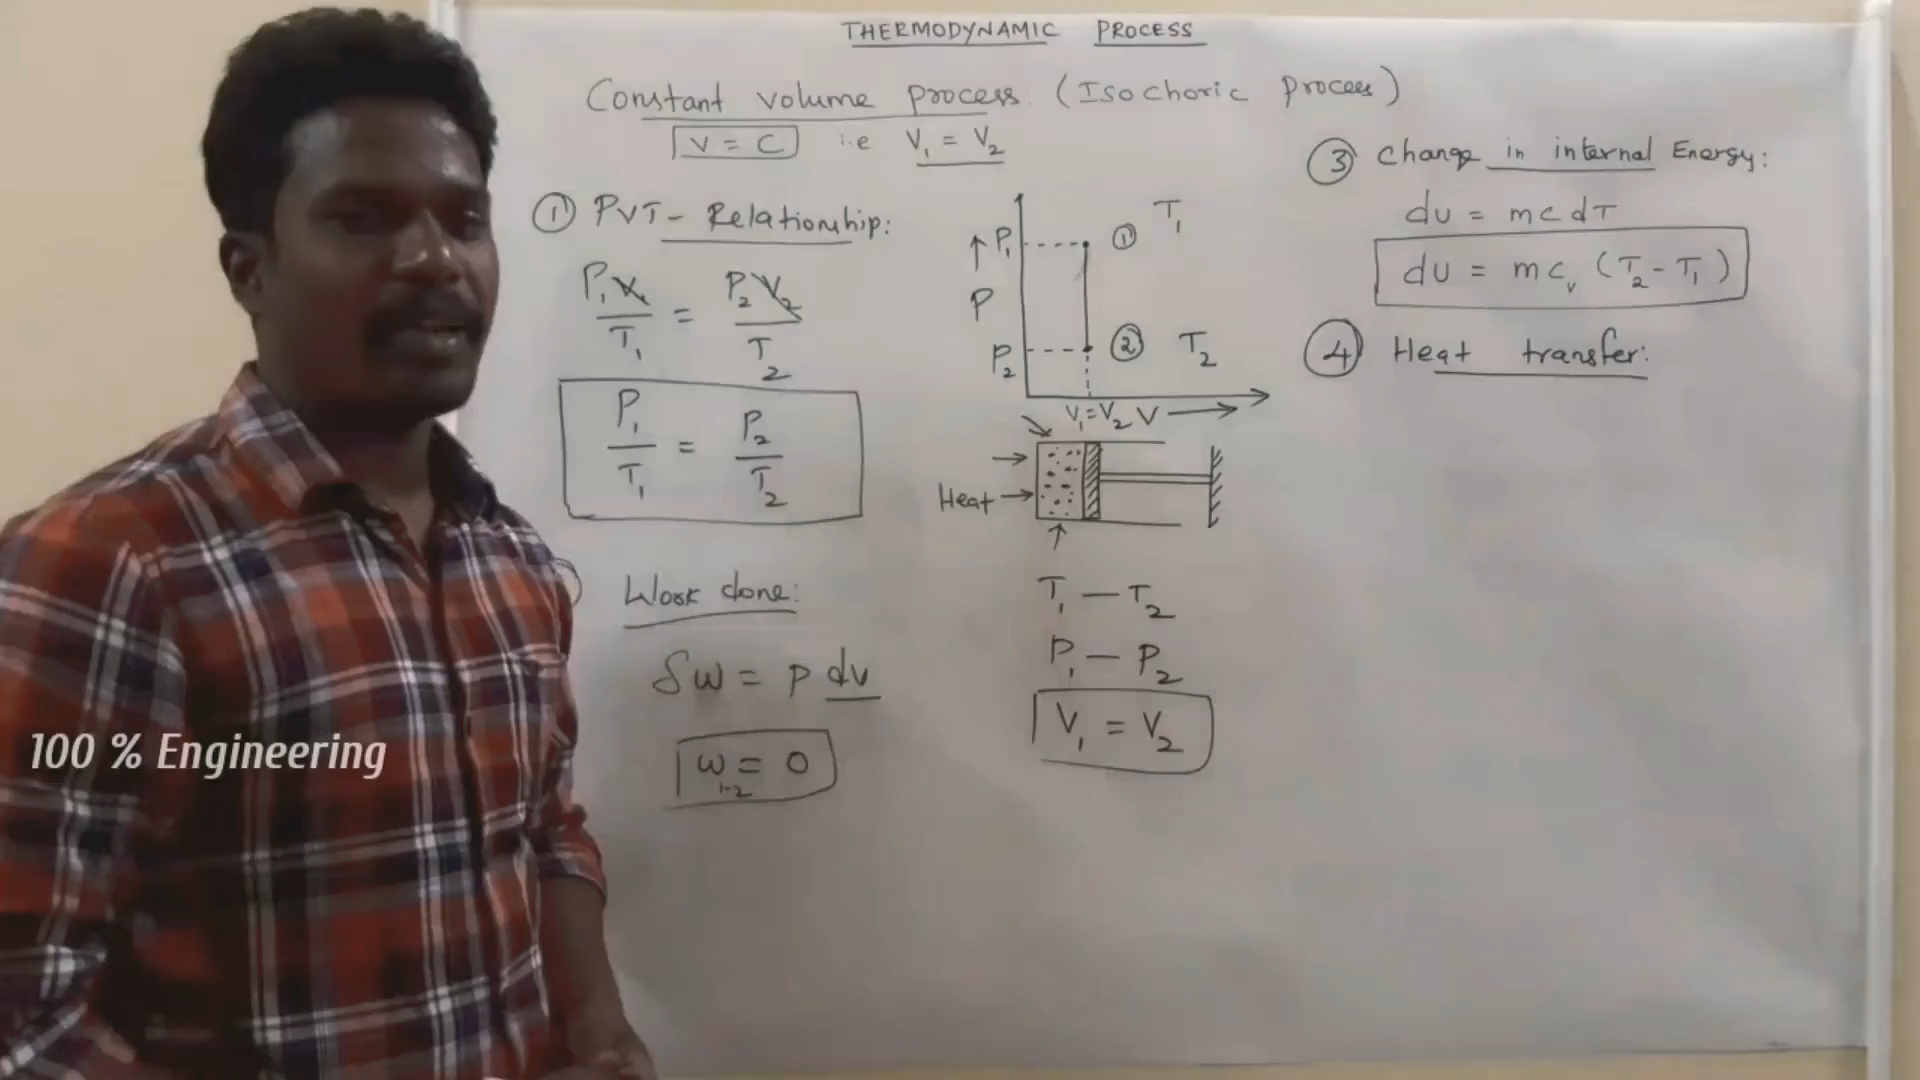 THERMODYNAMIC PROCESS
Constant volume process (Isochoric process)
V = C i.e V₁ = V₂
① PVT - Relationship:
P₁V₁/T₁ = P₂V₂/T₂
P₁/T₁ = P₂/T₂
Work done:
δw = p dv
w₁₋₂ = 0
P₁ ① T₁
P
P₂ ② T₂
V₁=V₂ V
Heat
T₁ — T₂
P₁ — P₂
V₁ = V₂
③ Change in internal Energy:
du = mcdT
du = mcᵥ (T₂ - T₁)
④ Heat transfer:
100 % Engineering